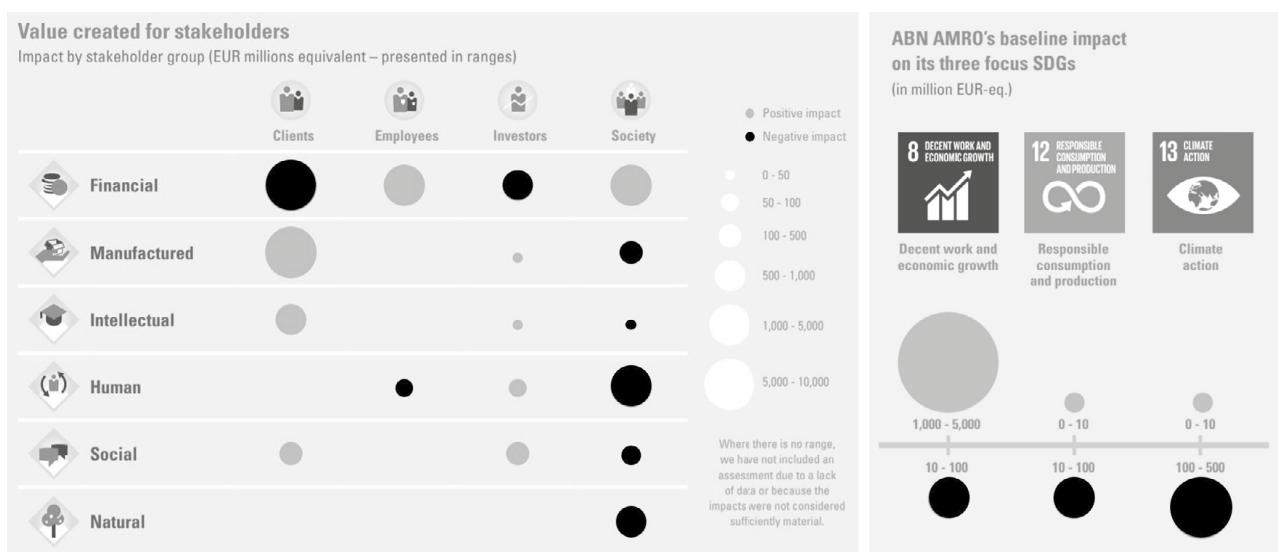 Value created for stakeholders
Impact by stakeholder group (EUR millions equivalent – presented in ranges)
Clients
Employees
Investors
Society
Positive impact
Negative impact
Financial
Manufactured
Intellectual
Human
Social
Natural
0 - 50
50 - 100
100 - 500
500 - 1,000
1,000 - 5,000
5,000 - 10,000
Where there is no range,
we have not included an
assessment due to a lack
of data or because the
impacts were not considered
sufficiently material.
ABN AMRO's baseline impact
on its three focus SDGs
(in million EUR-eq.)
8 DECENT WORK AND
ECONOMIC GROWTH
12 RESPONSIBLE
CONSUMPTION
AND PRODUCTION
13 CLIMATE
ACTION
Decent work and
economic growth
Responsible
consumption
and production
Climate
action
1,000 - 5,000
0 - 10
0 - 10
10 - 100
10 - 100
100 - 500